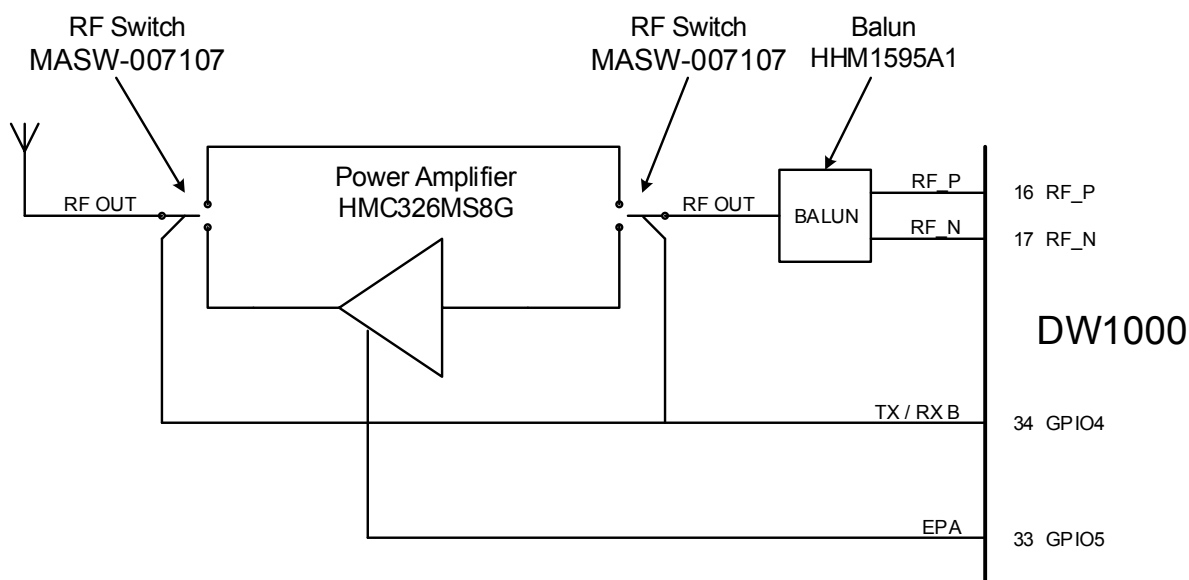 RF Switch
MASW-007107
RF Switch
MASW-007107
Balun
HHM1595A1
Power Amplifier
HMC326MS8G
RF OUT
RF OUT
BALUN
RF_P
16 RF_P
RF_N
17 RF_N
DW1000
TX / RXB
34 GPIO4
EPA
33 GPIO5